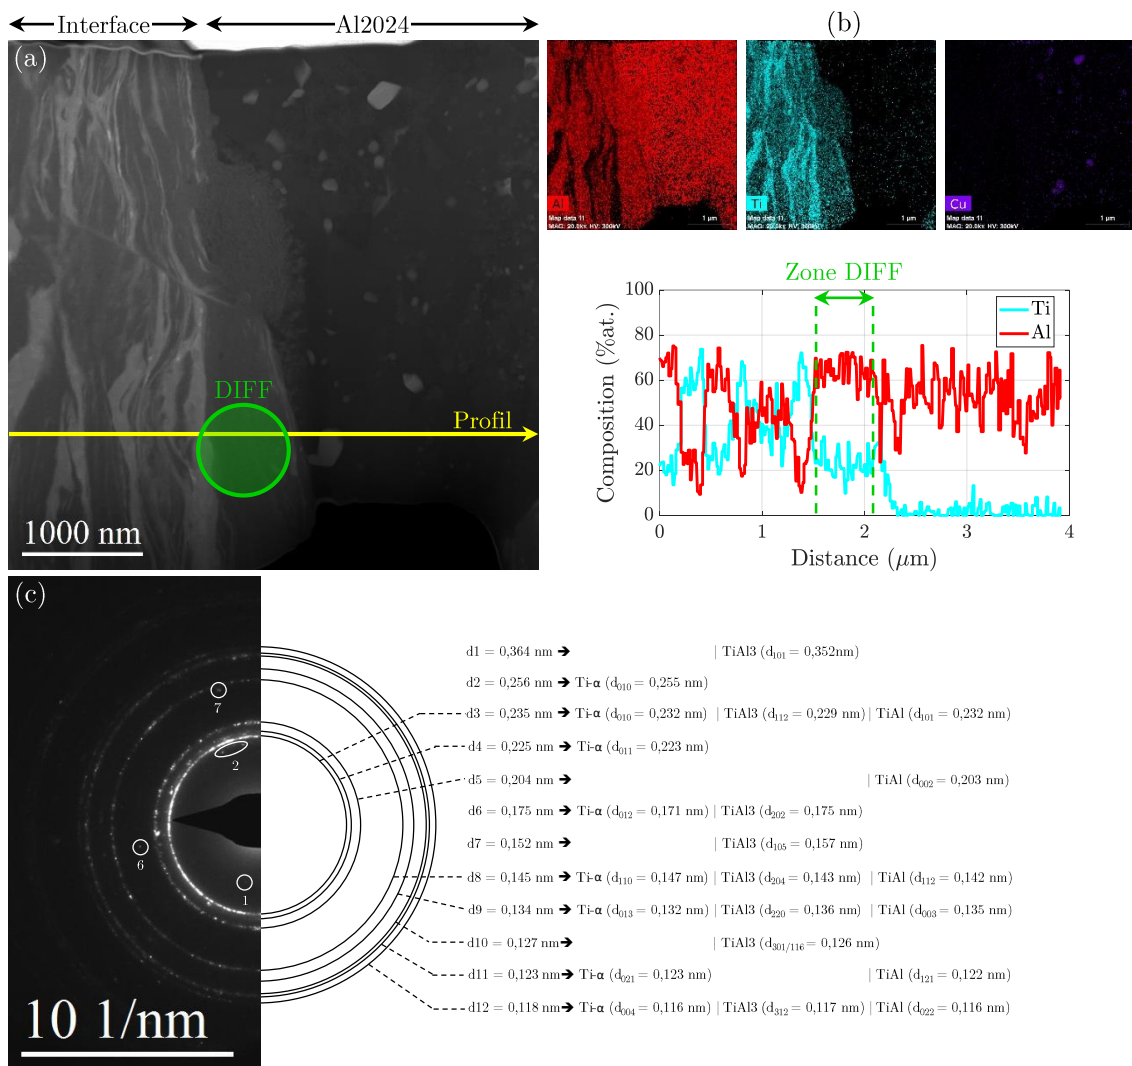 Interface
Al2024
(a)
DIFF
Profil
1000 nm
(b)
Al
Map data 11
MAG: 20.0kx HV: 300kV
1 µm
Ti
Map data 11
MAG: 20.0kx HV: 300kV
1 µm
Cu
Map data 11
MAG: 20.0kx HV: 300kV
1 µm
Zone DIFF
Composition (%at.)
100
80
60
40
20
0
Ti
Al
0 1 2 3 4
Distance (µm)
(c)
7
2
6
1
10 1/nm
d1 = 0,364 nm ➔ | TiAl3 (d101 = 0,352nm)
d2 = 0,256 nm ➔ Ti-α (d010 = 0,255 nm)
d3 = 0,235 nm ➔ Ti-α (d010 = 0,232 nm) | TiAl3 (d112 = 0,229 nm) | TiAl (d101 = 0,232 nm)
d4 = 0,225 nm ➔ Ti-α (d011 = 0,223 nm)
d5 = 0,204 nm ➔ | TiAl (d002 = 0,203 nm)
d6 = 0,175 nm ➔ Ti-α (d012 = 0,171 nm) | TiAl3 (d202 = 0,175 nm)
d7 = 0,152 nm ➔ | TiAl3 (d105 = 0,157 nm)
d8 = 0,145 nm ➔ Ti-α (d110 = 0,147 nm) | TiAl3 (d204 = 0,143 nm) | TiAl (d112 = 0,142 nm)
d9 = 0,134 nm ➔ Ti-α (d013 = 0,132 nm) | TiAl3 (d220 = 0,136 nm) | TiAl (d003 = 0,135 nm)
d10 = 0,127 nm ➔ | TiAl3 (d301/116 = 0,126 nm)
d11 = 0,123 nm ➔ Ti-α (d021 = 0,123 nm) | TiAl (d121 = 0,122 nm)
d12 = 0,118 nm ➔ Ti-α (d004 = 0,116 nm) | TiAl3 (d312 = 0,117 nm) | TiAl (d022 = 0,116 nm)